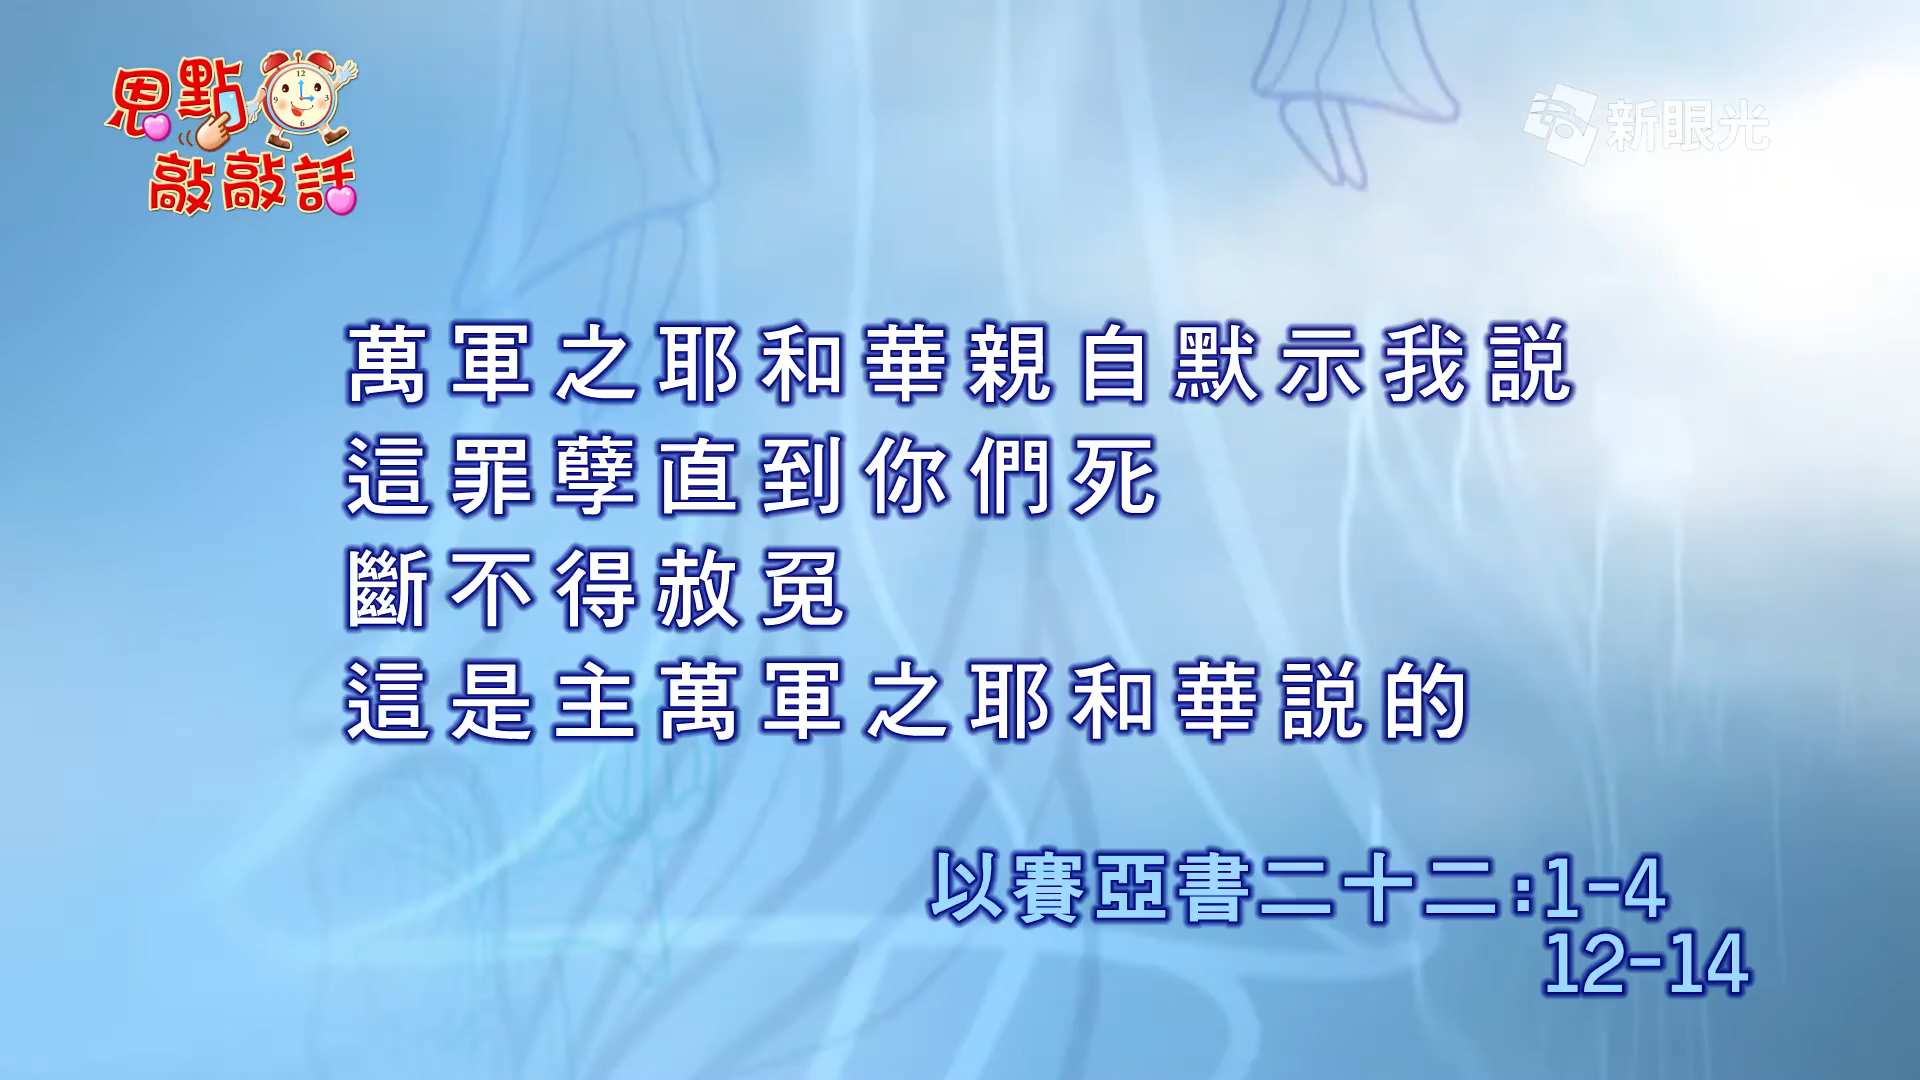 恩點
敲敲話
新眼光
萬軍之耶和華親自默示我説
這罪孽直到你們死
斷不得赦免
這是主萬軍之耶和華説的
以賽亞書二十二:1-4
12-14